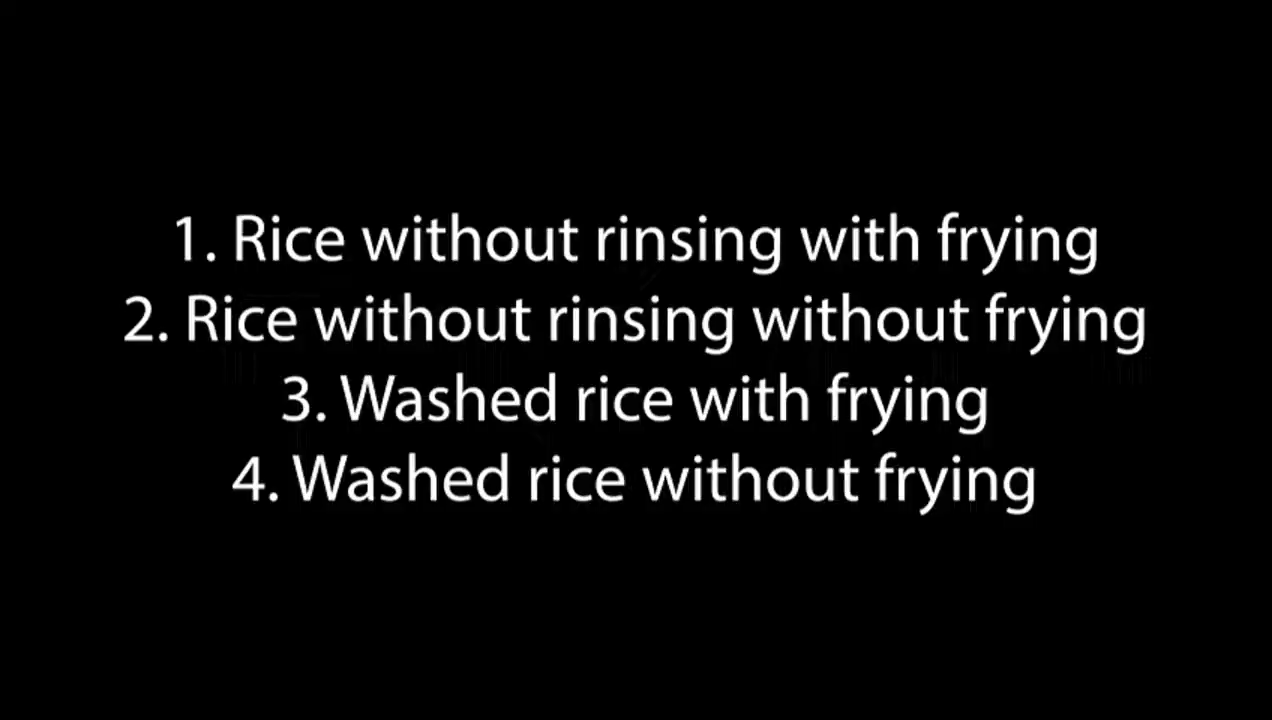 1. Rice without rinsing with frying
2. Rice without rinsing without frying
3. Washed rice with frying
4. Washed rice without frying